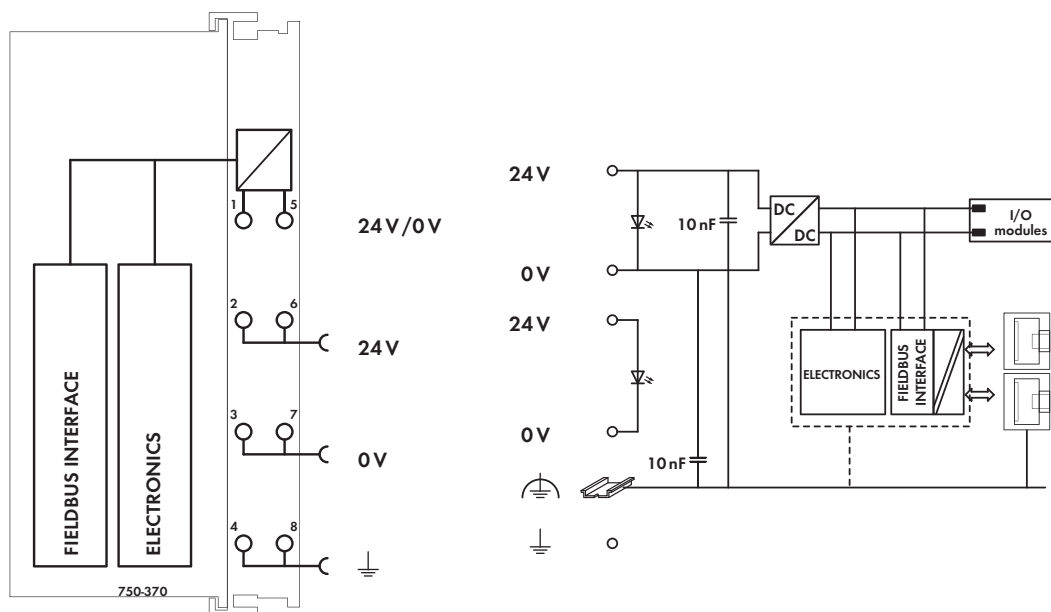 1
5
24V/0V
2
6
24V
3
7
0V
4
8
FIELDBUS INTERFACE
ELECTRONICS
750-370
24V
10nF
DC
DC
I/O
modules
0V
24V
ELECTRONICS
FIELDBUS
INTERFACE
0V
10nF